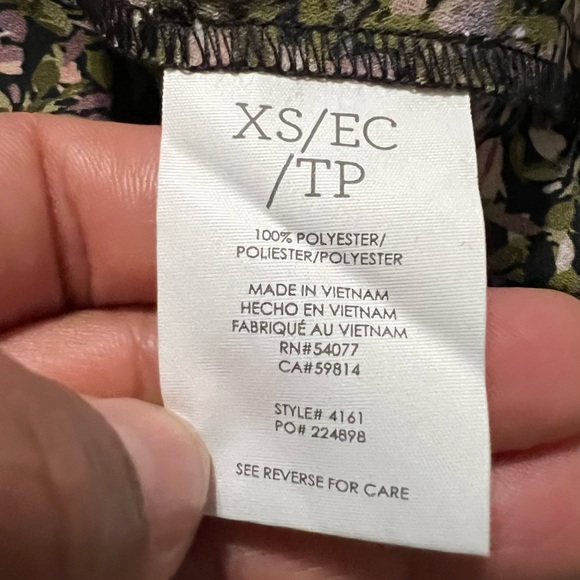 XS/EC
/TP
100% POLYESTER/
POLIESTER/POLYESTER
MADE IN VIETNAM
HECHO EN VIETNAM
FABRIQUÉ AU VIETNAM
RN#54077
CA#59814
STYLE# 4161
PO# 224898
SEE REVERSE FOR CARE